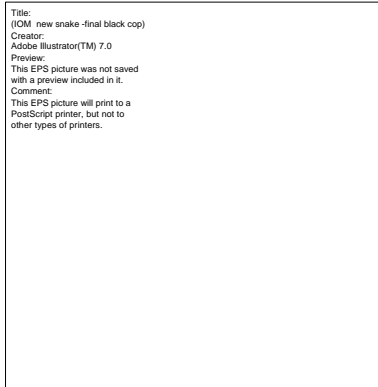 Title:
(IOM  new snake -final black cop)
Creator:
Adobe Illustrator(TM) 7.0
Preview:
This EPS picture was not saved
with a preview included in it.
Comment:
This EPS picture will print to a
PostScript printer, but not to
other types of printers.